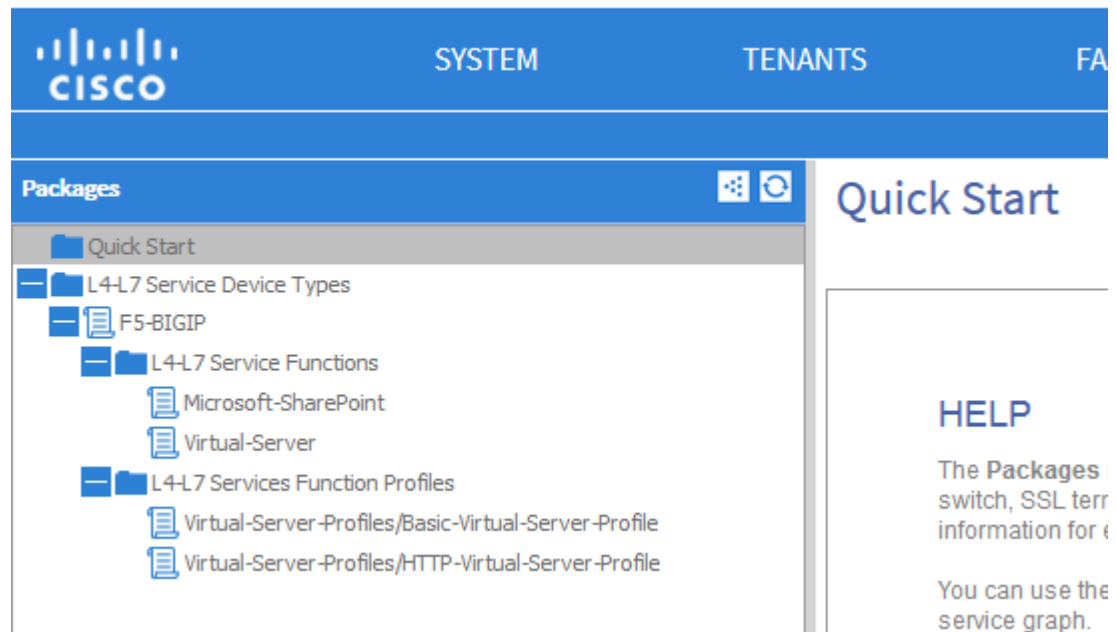 CISCO
SYSTEM
TENANTS
Packages
Quick Start
L4-L7 Service Device Types
F5-BIGIP
L4-L7 Service Functions
Microsoft-SharePoint
Virtual-Server
L4-L7 Services Function Profiles
Virtual-Server-Profiles/Basic-Virtual-Server-Profile
Virtual-Server-Profiles/HTTP-Virtual-Server-Profile
Quick Start
HELP
The Packages
switch, SSL
information for
You can use the
service graph.